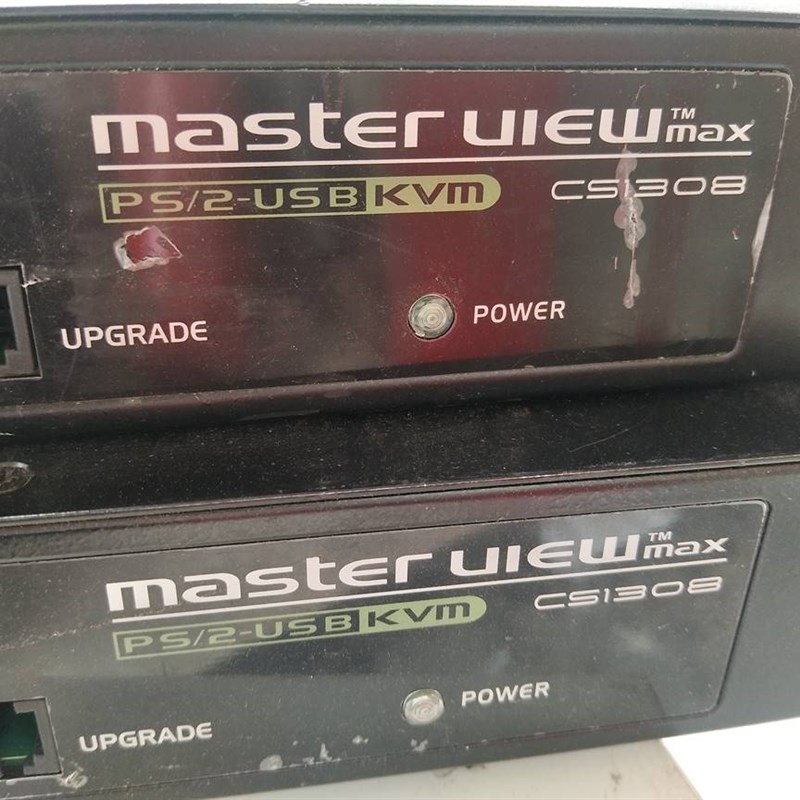 master view™ max
PS/2-USB KVM CS1308
UPGRADE POWER
master view™ max
PS/2-USB KVM CS1308
UPGRADE POWER